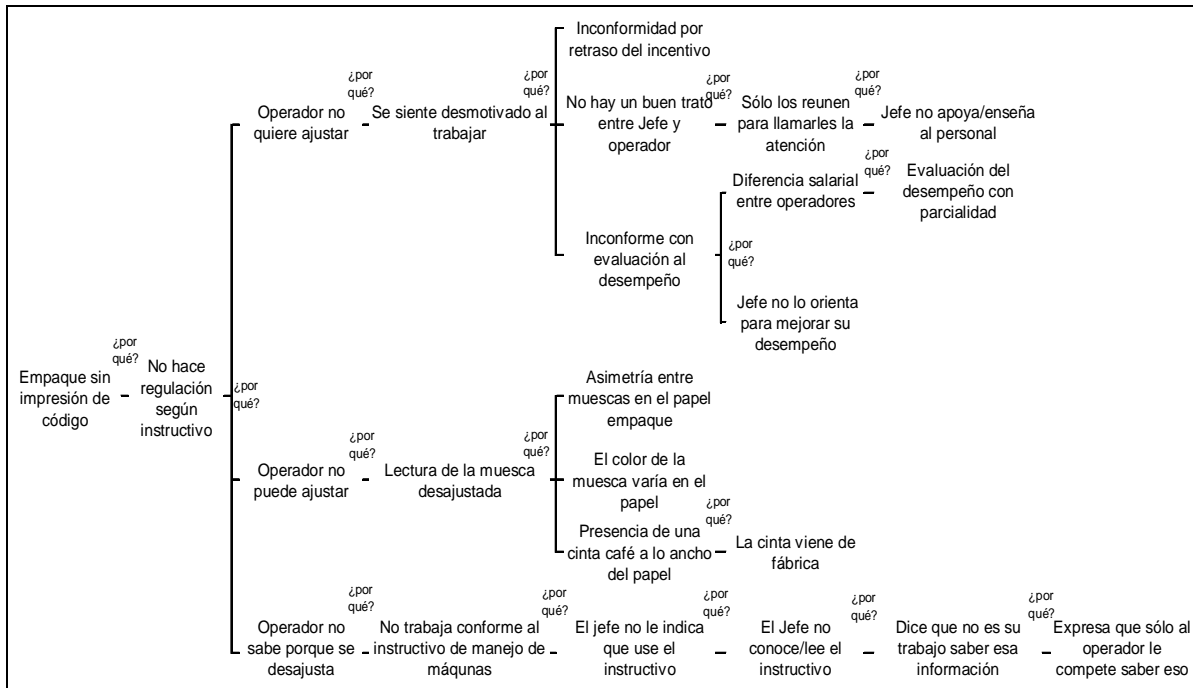 Inconformidad por
retraso del incentivo
¿por
qué?
¿por
qué?
Operador no
quiere ajustar
Se siente desmotivado al
trabajar
¿por
qué?
¿por
qué?
No hay un buen trato
entre Jefe y
operador
Sólo los reunen
para llamarles la
atención
Jefe no apoya/enseña
al personal
¿por
qué?
Diferencia salarial
entre operadores
Evaluación del
desempeño con
parcialidad
Inconforme con
evaluación al
desempeño
¿por
qué?
Jefe no lo orienta
para mejorar su
desempeño
¿por
qué?
Empaque sin
impresión de
código
No hace
regulación
según
instructivo
¿por
qué?
Asimetría entre
muescas en el papel
empaque
¿por
qué?
¿por
qué?
Operador no
puede ajustar
Lectura de la muesca
desajustada
El color de la
muesca varía en el
papel
¿por
qué?
Presencia de una
cinta café a lo ancho
del papel
La cinta viene de
fábrica
¿por
qué?
¿por
qué?
¿por
qué?
¿por
qué?
¿por
qué?
Operador no
sabe porque se
desajusta
No trabaja conforme al
instructivo de manejo de
máqunas
El jefe no le indica
que use el
instructivo
El Jefe no
conoce/lee el
instructivo
Dice que no es su
trabajo saber esa
información
Expresa que sólo al
operador le
compete saber eso